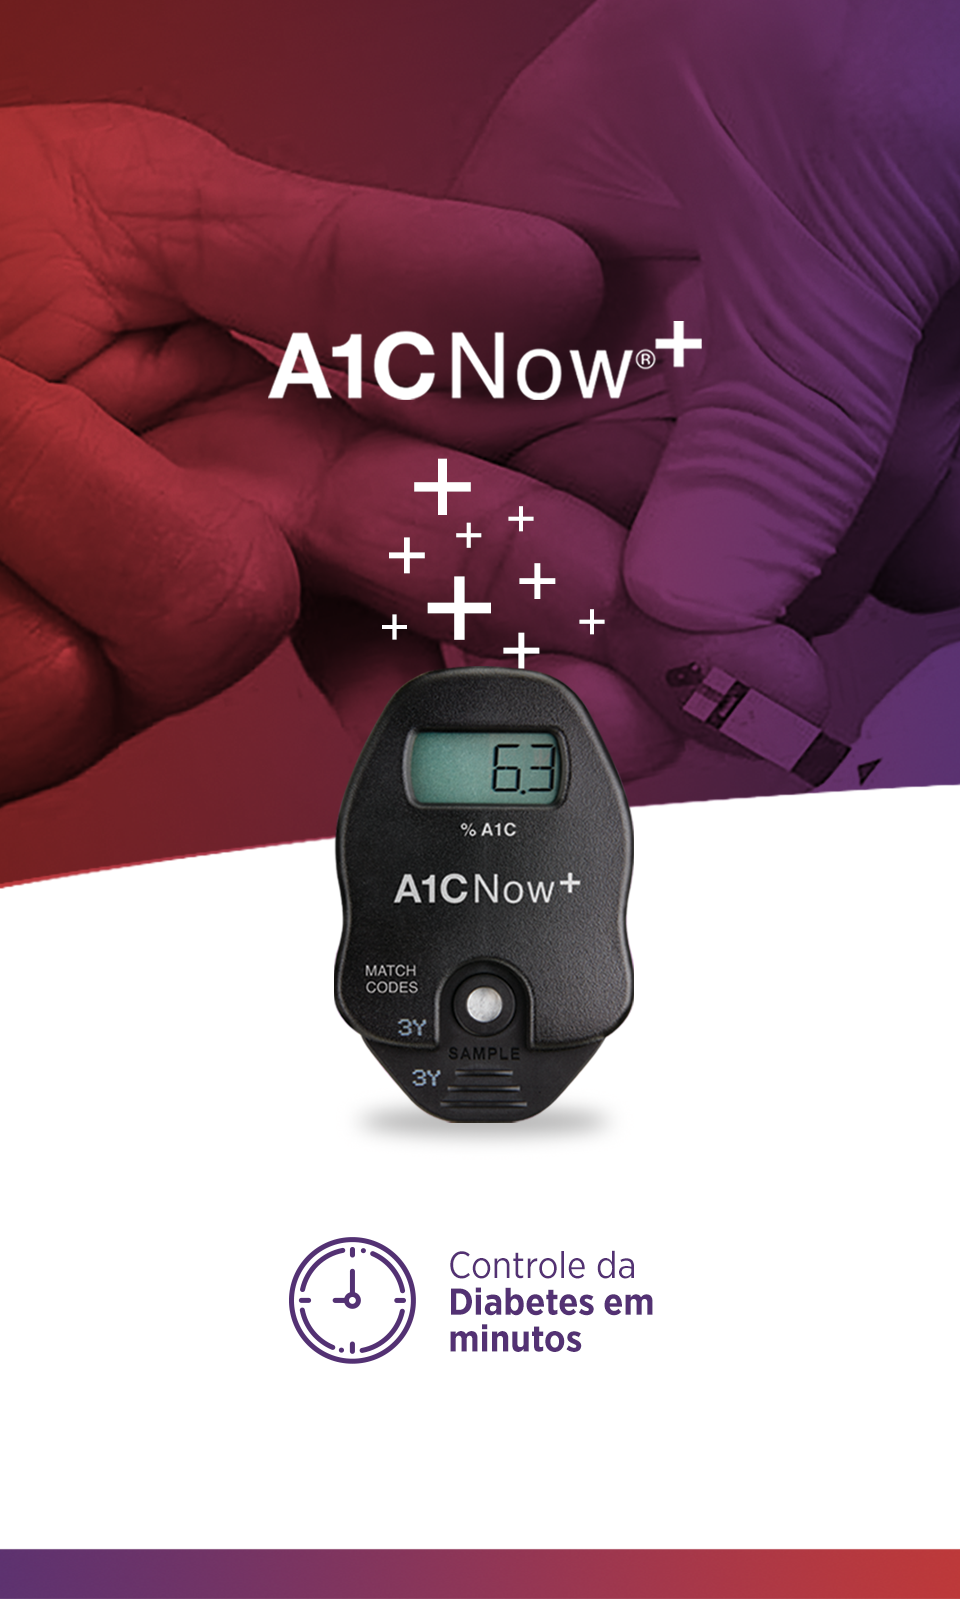 A1CNow®+
6.3
% A1C
A1CNow+
MATCH
CODES
3Y
SAMPLE
3Y
Controle da
Diabetes em
minutos